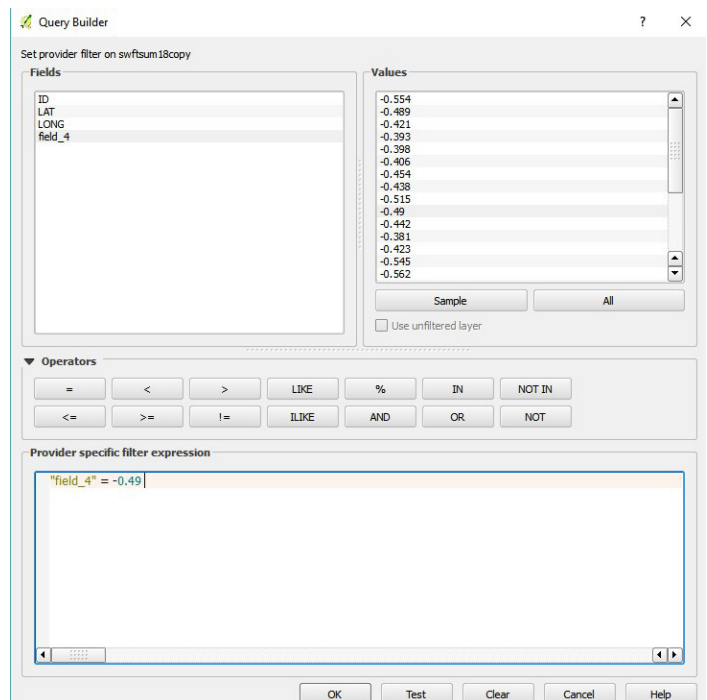 Query Builder
?
Set provider filter on swftsum18copy
Fields
ID
LAT
LONG
field_4
Values
-0.554
-0.489
-0.421
-0.393
-0.398
-0.406
-0.454
-0.438
-0.515
-0.49
-0.442
-0.381
-0.423
-0.545
-0.562
Sample All
Use unfiltered layer
Operators
= < > LIKE % IN NOT IN
<= >= != ILIKE AND OR NOT
Provider specific filter expression
"field_4" = -0.49
OK Test Clear Cancel Help